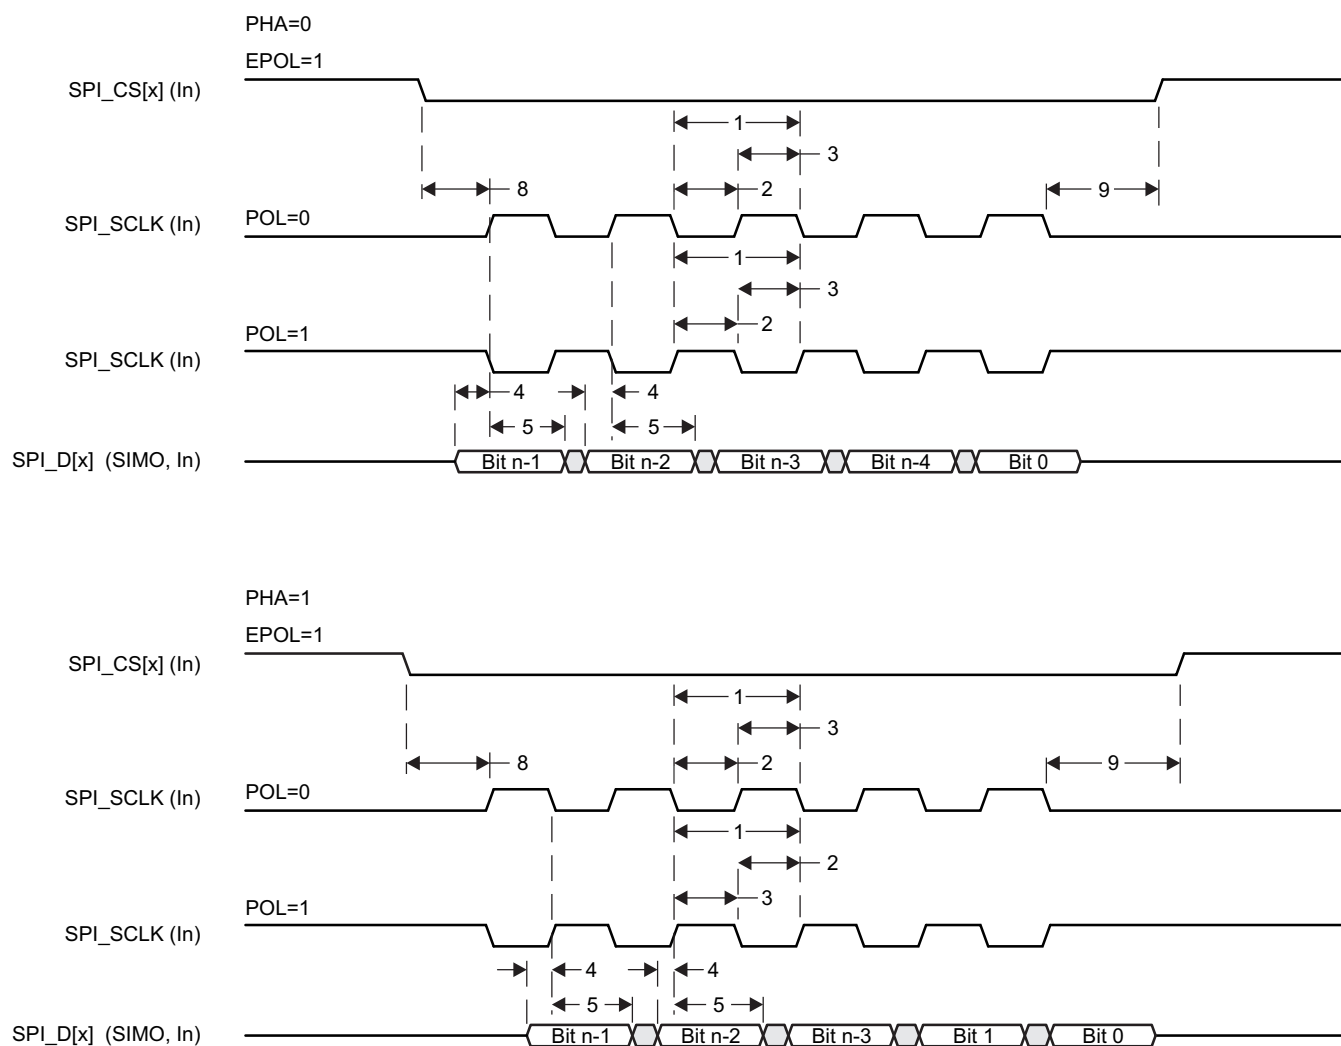 PHA=0
EPOL=1
SPI_CS[x] (In)
1
3
8
2
9
SPI_SCLK (In)
POL=0
1
3
2
POL=1
SPI_SCLK (In)
4
4
5
5
SPI_D[x] (SIMO, In)
Bit n-1
Bit n-2
Bit n-3
Bit n-4
Bit 0
PHA=1
EPOL=1
SPI_CS[x] (In)
1
3
8
2
9
SPI_SCLK (In)
POL=0
1
2
3
POL=1
SPI_SCLK (In)
4
4
5
5
SPI_D[x] (SIMO, In)
Bit n-1
Bit n-2
Bit n-3
Bit 1
Bit 0